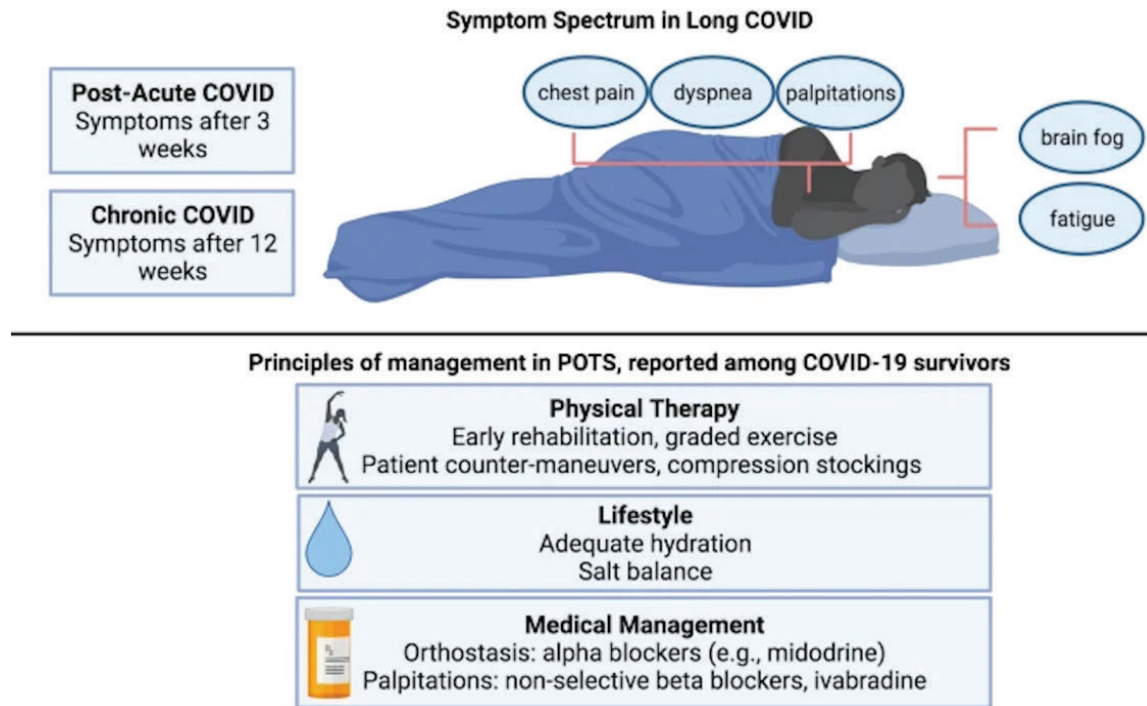 Symptom Spectrum in Long COVID
Post-Acute COVID
Symptoms after 3
weeks
Chronic COVID
Symptoms after 12
weeks
chest pain
dyspnea
palpitations
brain fog
fatigue
Principles of management in POTS, reported among COVID-19 survivors
Physical Therapy
Early rehabilitation, graded exercise
Patient counter-maneuvers, compression stockings
Lifestyle
Adequate hydration
Salt balance
Medical Management
Orthostasis: alpha blockers (e.g., midodrine)
Palpitations: non-selective beta blockers, ivabradine